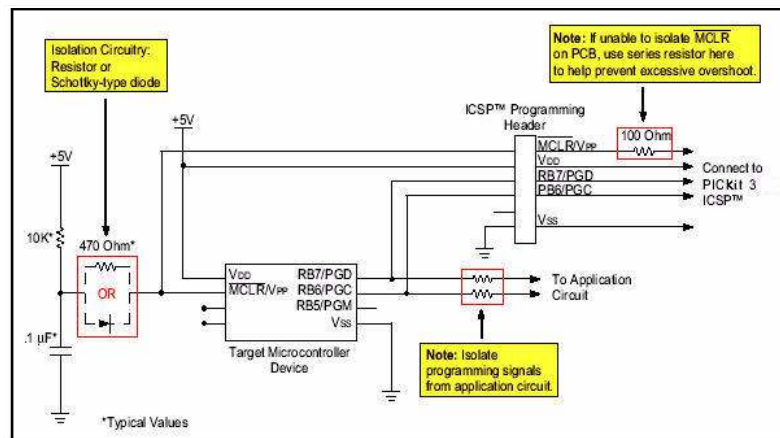 Isolation Circuitry:
Resistor or
Schottky-type diode
Note: If unable to isolate MCLR
on PCB, use series resistor here
to help prevent excessive overshoot.
+5V
ICSP™ Programming
Header
100 Ohm
MCLR/VPP
VDD
RB7/PGD
PB6/PGC
VSS
Connect to
PICkit 3
ICSP™
+5V
10K*
470 Ohm*
OR
.1 µF*
VDD
MCLR/VPP
RB7/PGD
RB6/PGC
RB5/PGM
VSS
To Application
Circuit
Target Microcontroller
Device
Note: Isolate
programming signals
from application circuit.
*Typical Values